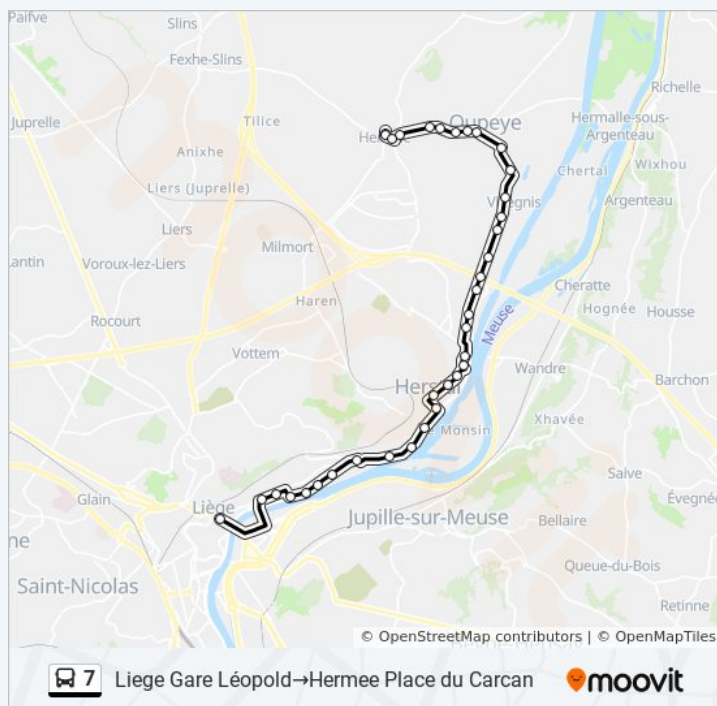 Paifve
Slins
Fexhe-Slins
Richelle
Juprelle
Tilice
Oupeye
Hermalle-sous-
Argenteau
Anixhe
Wixhou
Liers (Juprelle)
Chertal
Argenteau
Liers
Milmort
Lantin
Voroux-lez-Liers
Cheratte
Haren
Hognée
Housse
Rocourt
Meuse
Vottem
Wandre
Barchon
Xhavée
Monsin
Salve
Glain
Liège
Évegnée
Jupille-sur-Meuse
Bellaire
Queue-du-Bois
Saint-Nicolas
Retinne
© OpenStreetMap contributors | © OpenMapTiles
7 Liege Gare Léopold→Hermee Place du Carcan moovit